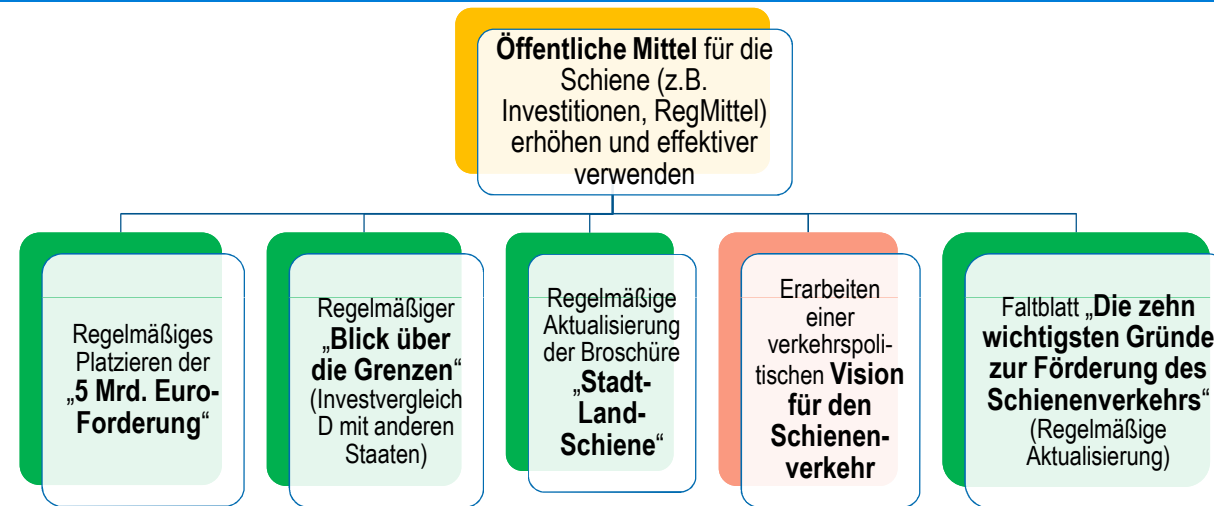 Öffentliche Mittel für die
Schiene (z.B.
Investitionen, RegMittel)
erhöhen und effektiver
verwenden
Regelmäßiges
Platzieren der
„5 Mrd. Euro-
Forderung“
Regelmäßiger
„Blick über
die Grenzen“
(Investvergleich
D mit anderen
Staaten)
Regelmäßige
Aktualisierung
der Broschüre
„Stadt-
Land-
Schiene“
Erarbeiten
einer
verkehrspoli-
tischen Vision
für den
Schienen-
verkehr
Faltblatt „Die zehn
wichtigsten Gründe
zur Förderung des
Schienenverkehrs“
(Regelmäßige
Aktualisierung)